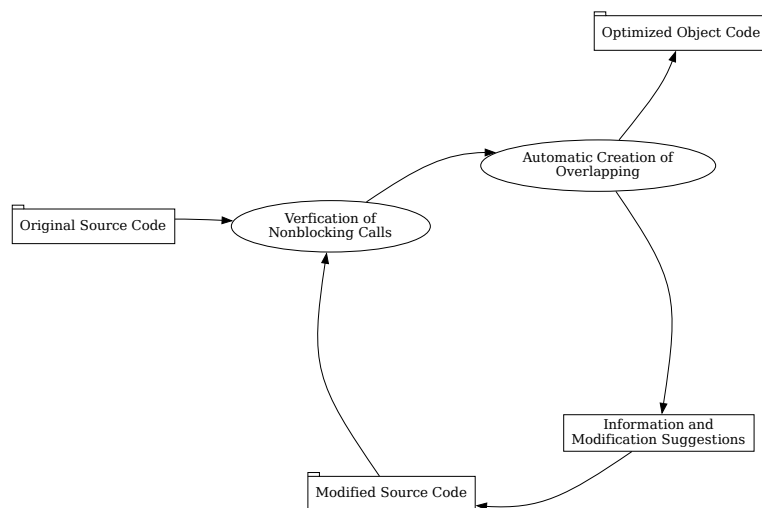 Optimized Object Code
Automatic Creation of
Overlapping
Original Source Code
Verfication of
Nonblocking Calls
Information and
Modification Suggestions
Modified Source Code